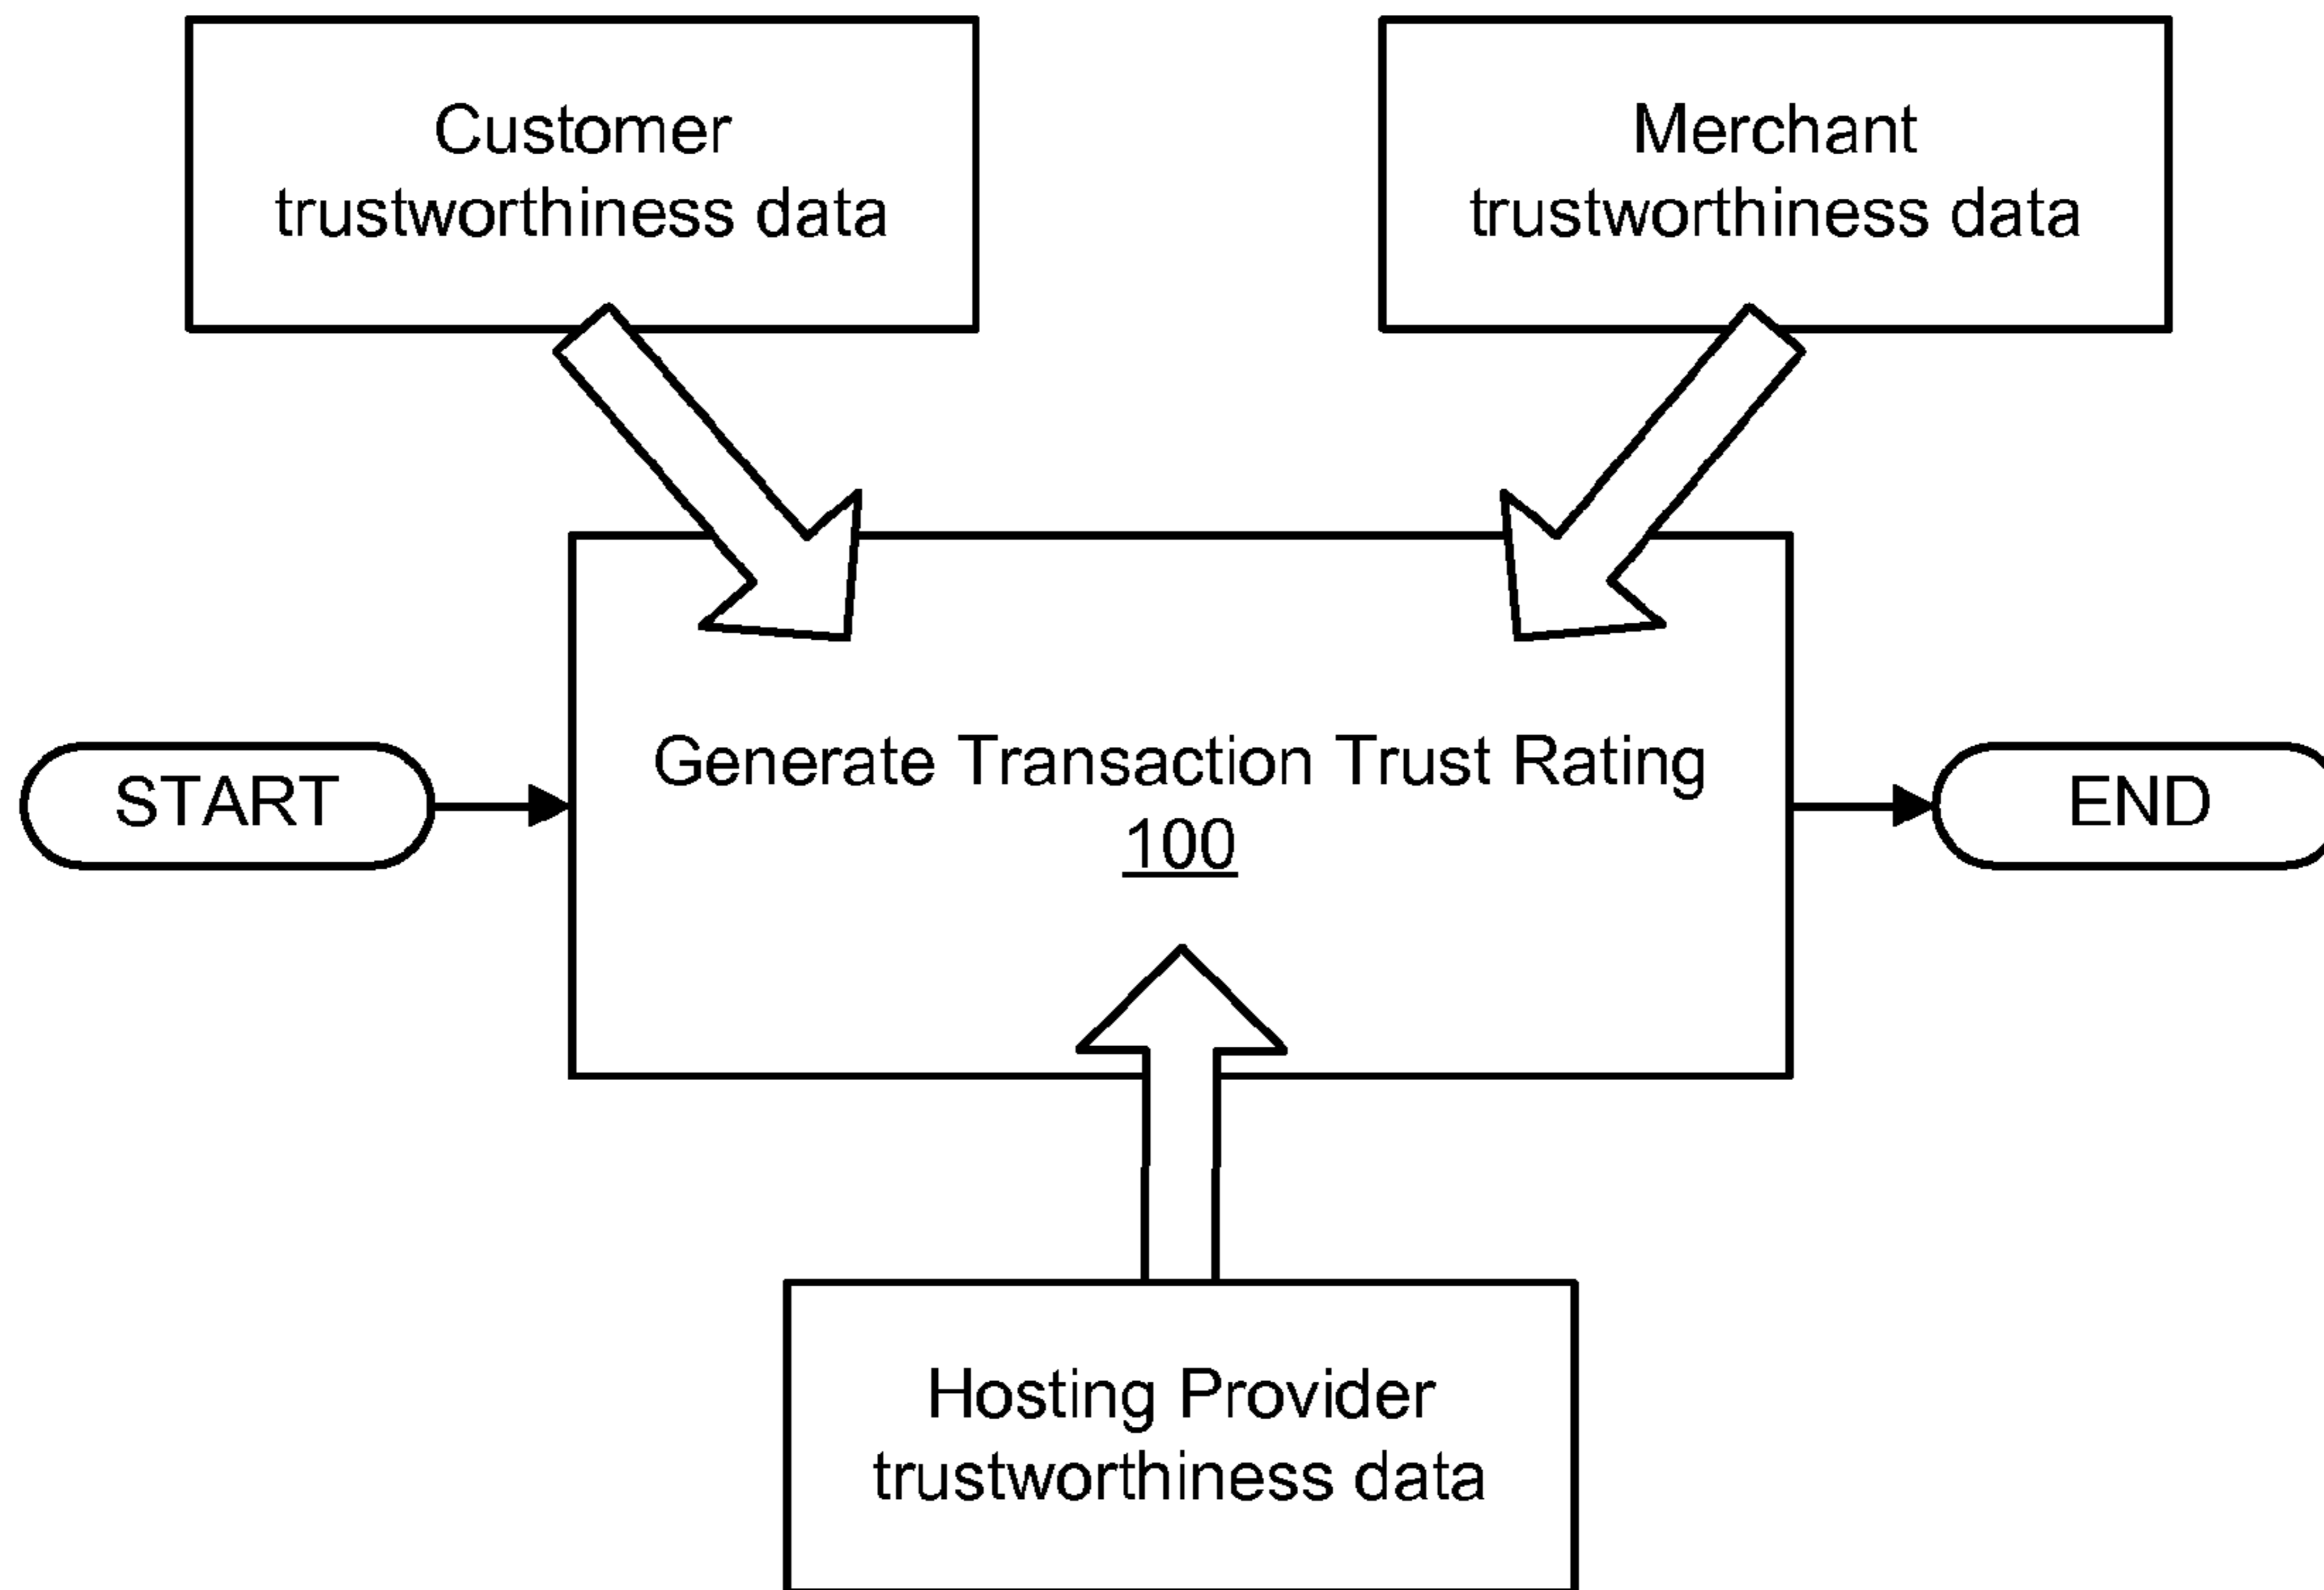 Customer
trustworthiness data
Merchant
trustworthiness data
START
Generate Transaction Trust Rating
100
END
Hosting Provider
trustworthiness data